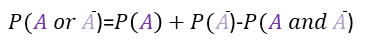 P(A or Ā)=P(A) + P(Ā)-P(A and Ā)